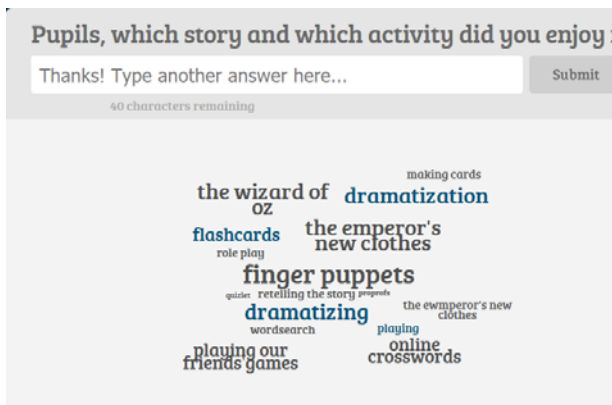 Pupils, which story and which activity did you enjoy
Thanks! Type another answer here...
Submit
40 characters remaining
making cards
the wizard of
oz
dramatization
flashcards
the emperor's
new clothes
role play
finger puppets
quizlet
retelling the story
proprofs
dramatizing
the ewmperor's new
clothes
wordsearch
playing
playing our
friends games
online
crosswords